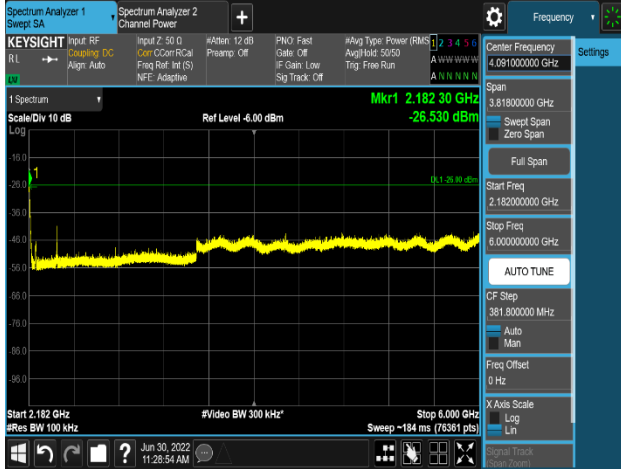 Spectrum Analyzer 1
Swept SA
Spectrum Analyzer 2
Channel Power
+
Frequency
KEYSIGHT
RL
Input: RF
Coupling: DC
Align: Auto
Input Z: 50 Ω
Corr CCorr RCal
Freq Ref: Int (S)
NFE: Adaptive
#Atten: 12 dB
Preamp: Off
PNO: Fast
Gate: Off
IF Gain: Low
Sig Track: Off
#Avg Type: Power (RMS
Avg|Hold: 50/50
Trig: Free Run
1 2 3 4 5 6
A W W W W W
A N N N N N
1 Spectrum
Scale/Div 10 dB
Ref Level -6.00 dBm
Mkr1 2.182 30 GHz
-26.530 dBm
Log
1
-16.0
-26.0
-36.0
-46.0
-56.0
-66.0
-76.0
-86.0
-96.0
Start 2.182 GHz
#Res BW 100 kHz
#Video BW 300 kHz*
Stop 6.000 GHz
Sweep ~184 ms (76361 pts)
Jun 30, 2022
11:28:54 AM
Center Frequency
4.091000000 GHz
Settings
Span
3.81800000 GHz
Swept Span
Zero Span
Full Span
Start Freq
2.182000000 GHz
Stop Freq
6.000000000 GHz
AUTO TUNE
CF Step
381.800000 MHz
Auto
Man
Freq Offset
0 Hz
X Axis Scale
Log
Lin
Signal Track
(Span Zoom)